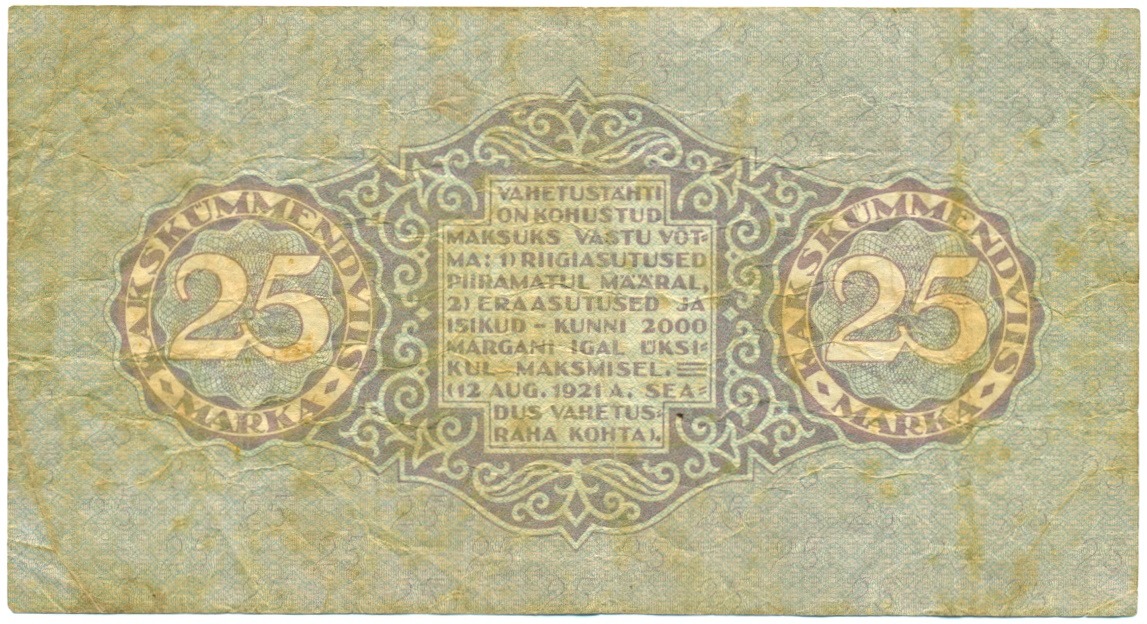 VAHETUSTÄHTI
ON KOHUSTUD
MAKSUKS VASTU VÕT-
MA: 1) RIIGIASUTUSED
PIIRAMATUL MÄÄRAL,
2) ERAASUTUSED JA
ISIKUD - KUNNI 2000
MARGANI IGAL ÜKSI-
KUL MAKSMISEL.
(12 AUG. 1921 A. SEA-
DUS VAHETUS-
RAHA KOHTA).
KAKSKÜMMENDVIIS
25
MARKA
KAKSKÜMMENDVIIS
25
MARKA